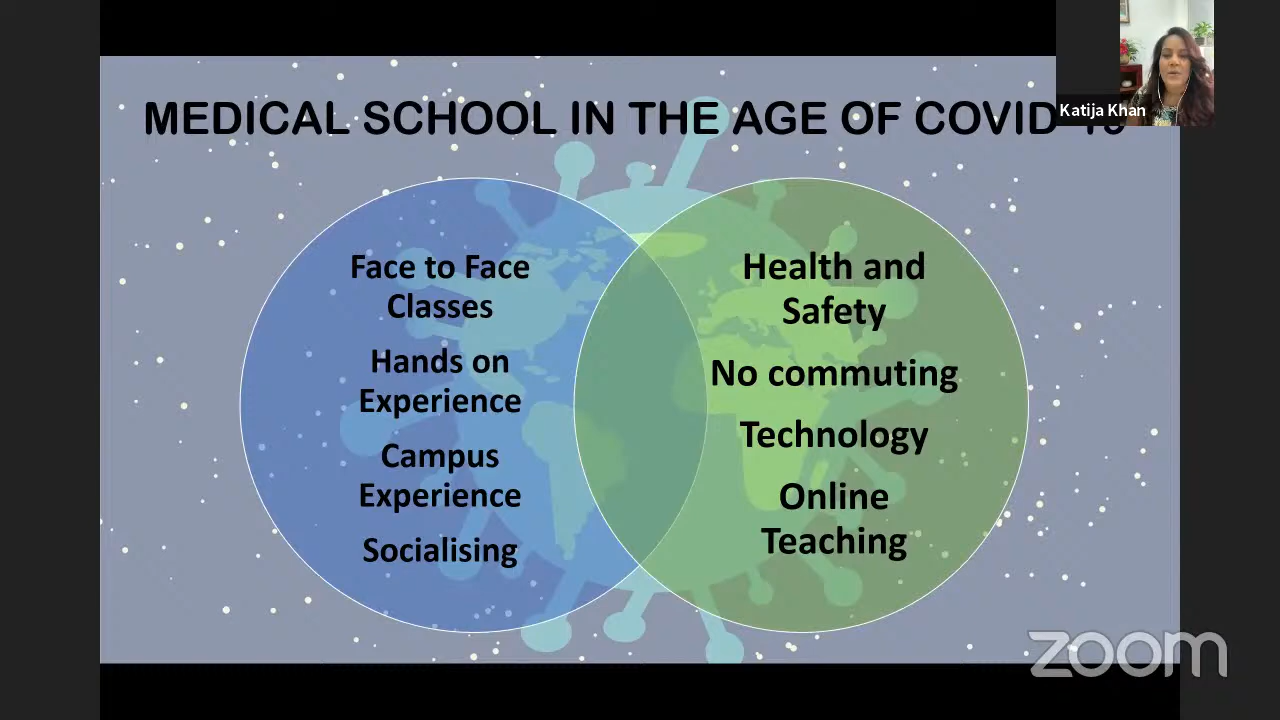 MEDICAL SCHOOL IN THE AGE OF COVID
Katija Khan
Face to Face
Classes
Hands on
Experience
Campus
Experience
Socialising
Health and
Safety
No commuting
Technology
Online
Teaching
zoom